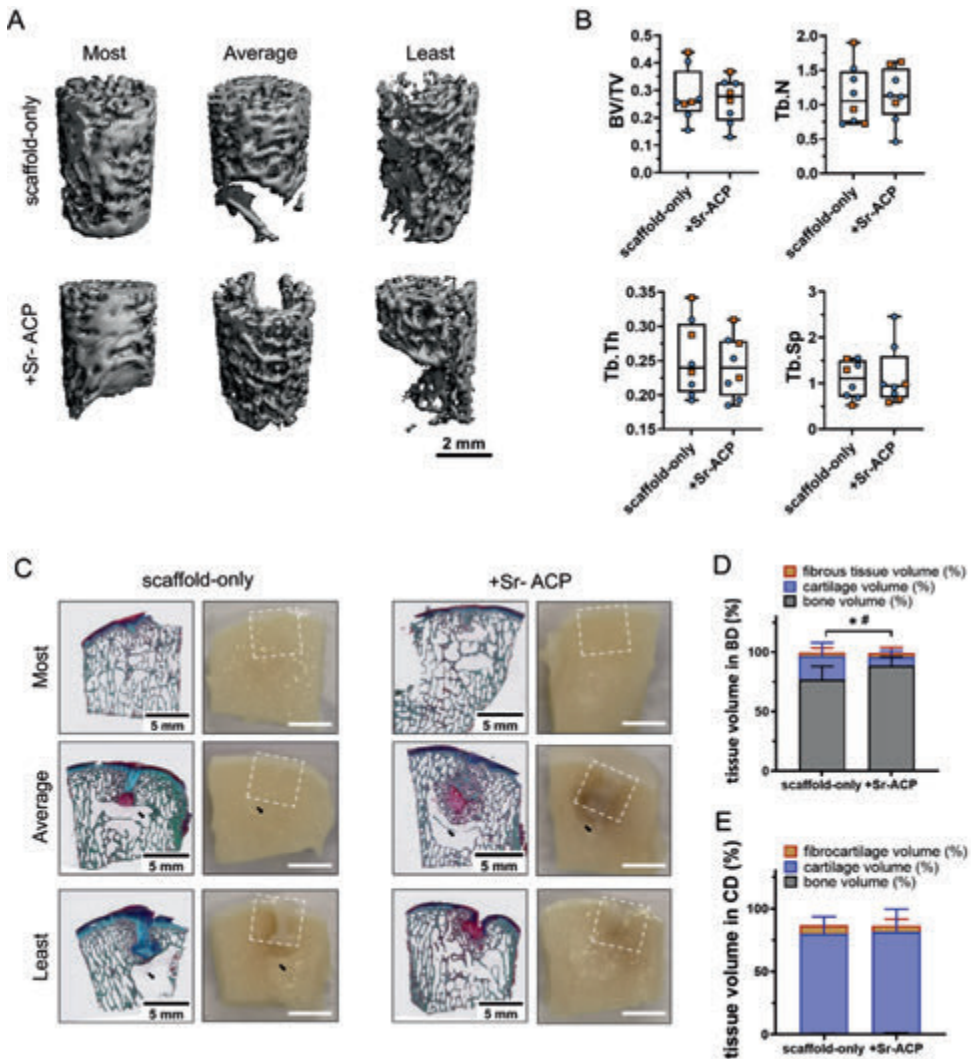 A
Most Average Least
scaffold-only
+Sr- ACP
2 mm
B
BV/TV
0.5
0.4
0.3
0.2
0.1
0.0
scaffold-only
+Sr-ACP
Tb.N
2.0
1.5
1.0
0.5
0.0
scaffold-only
+Sr-ACP
Tb.Th
0.35
0.30
0.25
0.20
0.15
scaffold-only
+Sr-ACP
Tb.Sp
3
2
1
0
scaffold-only
+Sr-ACP
C
scaffold-only +Sr- ACP
Most
5 mm
5 mm
Average
5 mm
5 mm
Least
5 mm
5 mm
D
fibrous tissue volume (%)
cartilage volume (%)
bone volume (%)
* #
tissue volume in BD (%)
100
50
0
scaffold-only +Sr-ACP
E
fibrocartilage volume (%)
cartilage volume (%)
bone volume (%)
tissue volume in CD (%)
100
50
0
scaffold-only +Sr-ACP